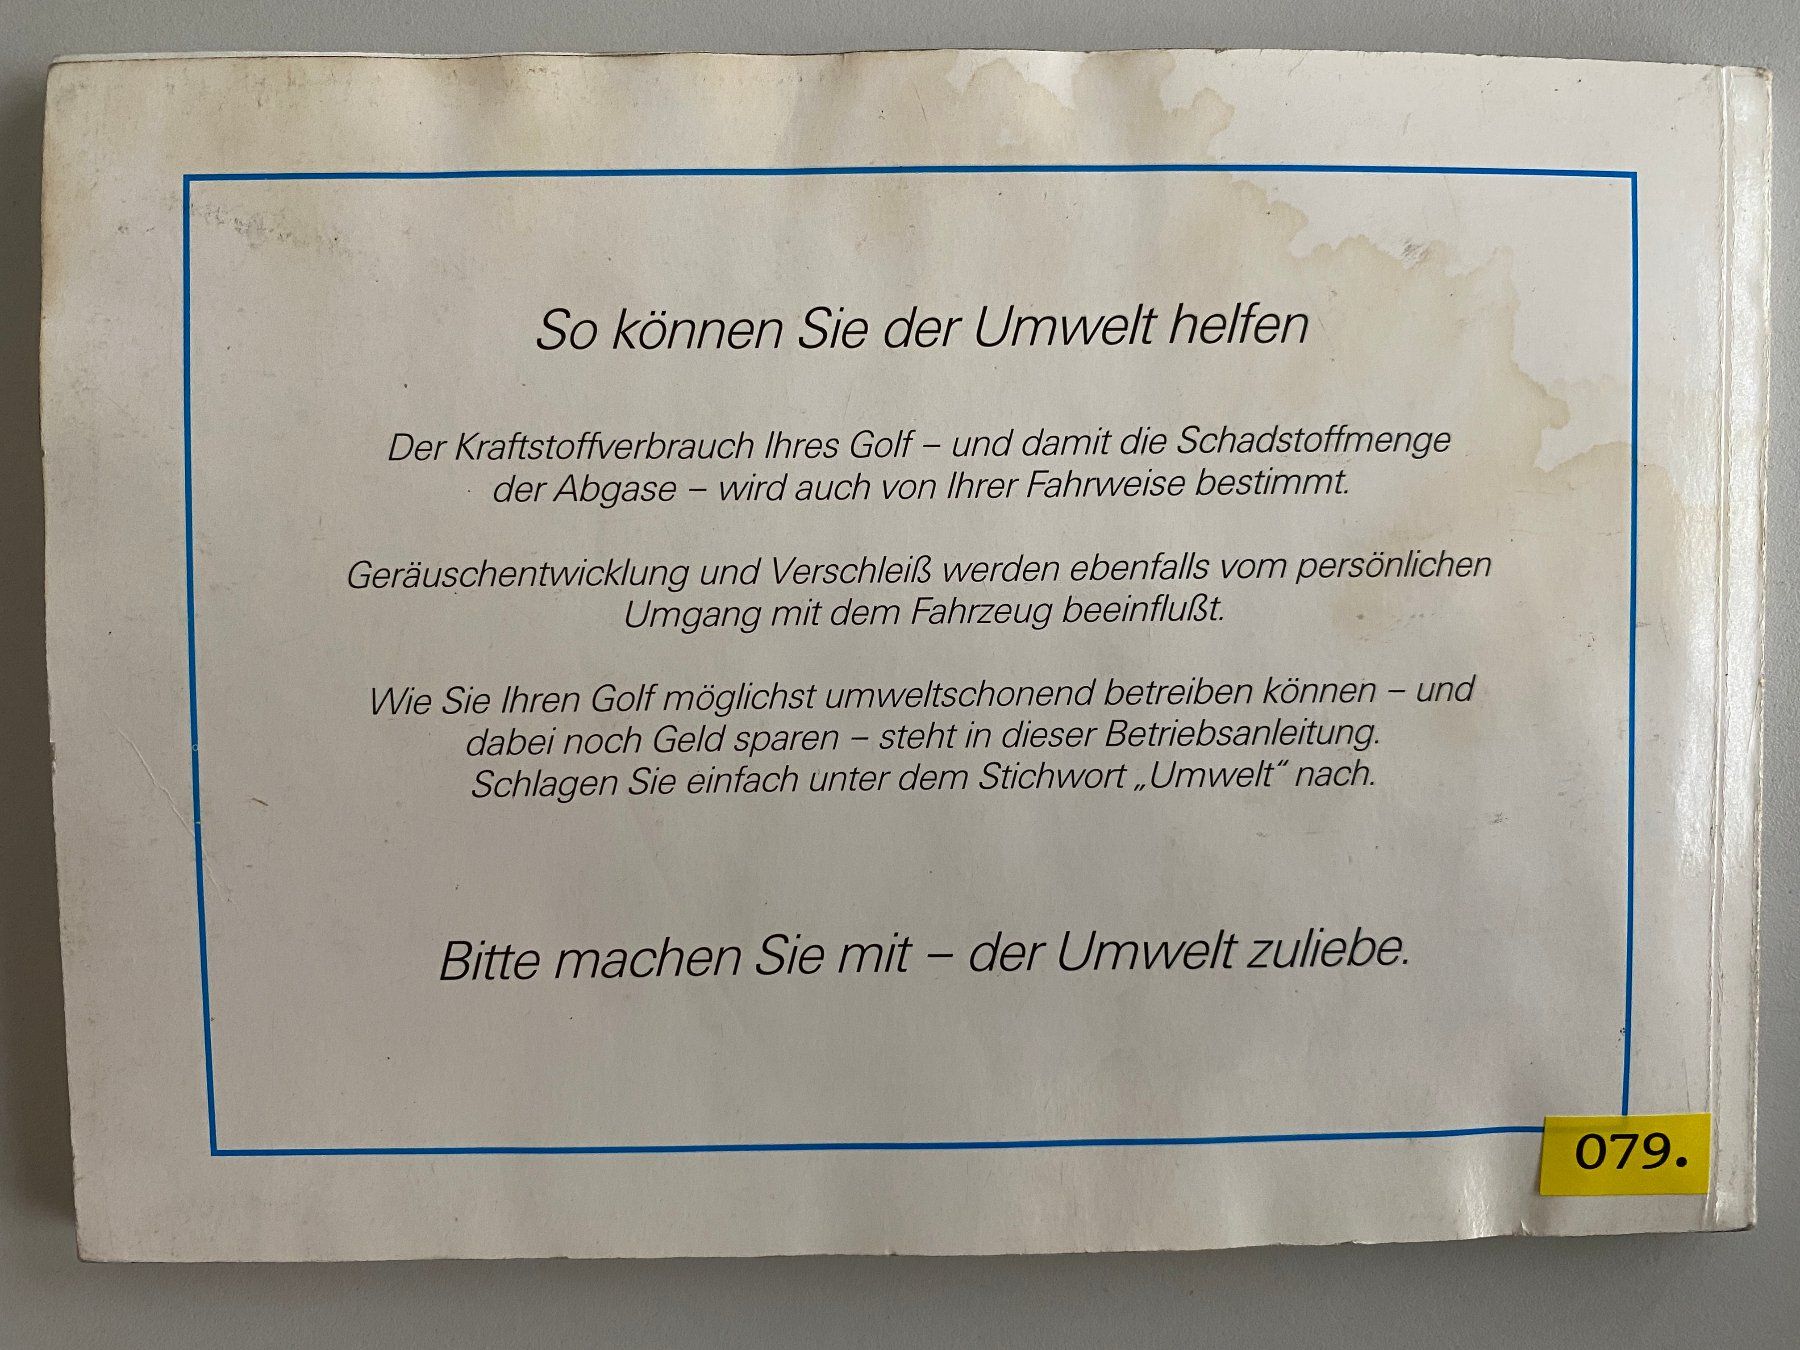 So können Sie der Umwelt helfen
Der Kraftstoffverbrauch Ihres Golf – und damit die Schadstoffmenge
der Abgase – wird auch von Ihrer Fahrweise bestimmt.
Geräuschentwicklung und Verschleiß werden ebenfalls vom persönlichen
Umgang mit dem Fahrzeug beeinflußt.
Wie Sie Ihren Golf möglichst umweltschonend betreiben können – und
dabei noch Geld sparen – steht in dieser Betriebsanleitung.
Schlagen Sie einfach unter dem Stichwort „Umwelt“ nach.
Bitte machen Sie mit – der Umwelt zuliebe.
079.